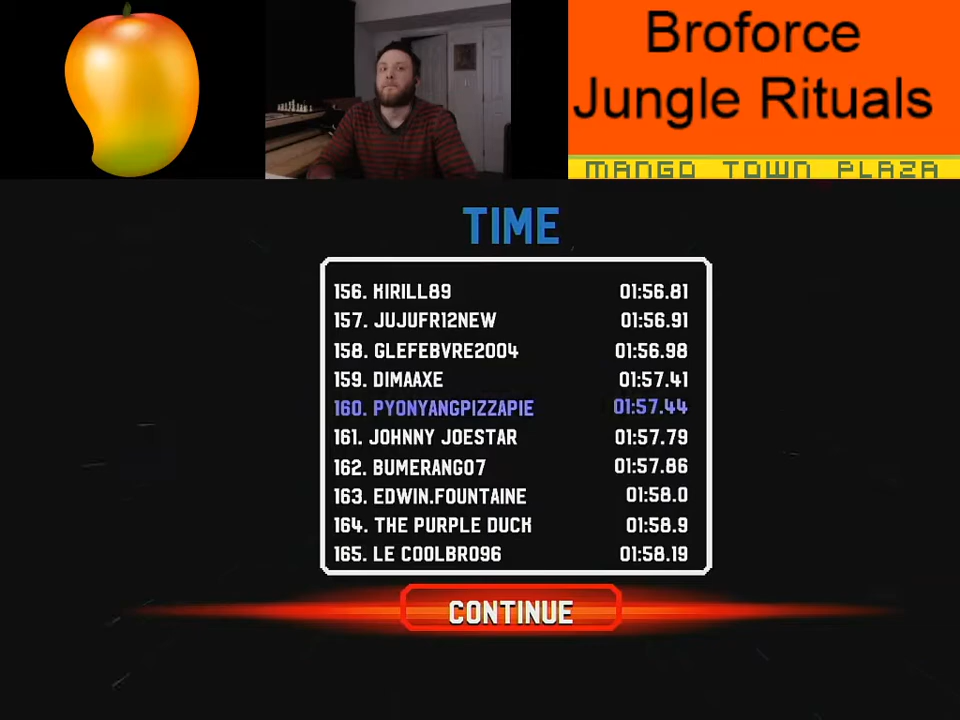 Broforce
Jungle Rituals
MANGO TOWN PLAZA
TIME
156. KIRILL89 01:56.81
157. JUJUFR12NEW 01:56.91
158. GLEFEBVRE2004 01:56.98
159. DIMAAXE 01:57.41
160. PYONYANGPIZZAPIE 01:57.44
161. JOHNNY JOESTAR 01:57.79
162. BUMERANG07 01:57.86
163. EDWIN.FOUNTAINE 01:58.0
164. THE PURPLE DUCK 01:58.9
165. LE COOLBRO96 01:58.19
CONTINUE